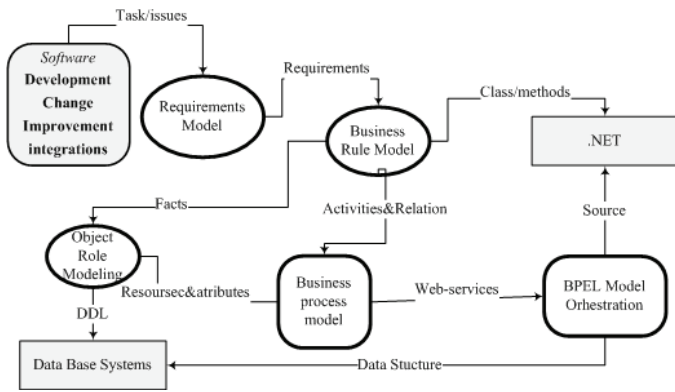 Task/issues
Software
Development
Change
Improvement
integrations
Requirements
Model
Requirements
Business
Rule Model
Class/methods
.NET
Facts
Activities&Relation
Source
Object
Role
Modeling
Resoursec&atributes
Business
process
model
Web-services
BPEL Model
Orhestration
DDL
Data Base Systems
Data Stucture